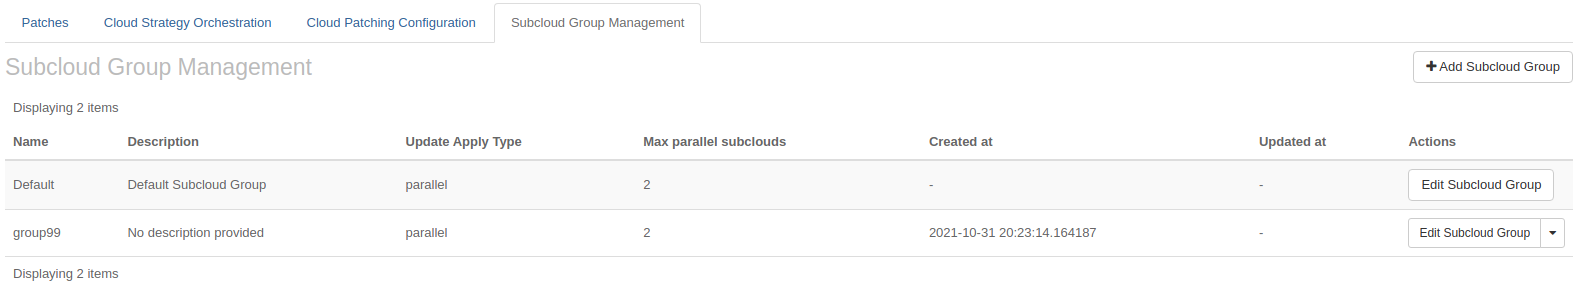 Patches Cloud Strategy Orchestration Cloud Patching Configuration Subcloud Group Management
Subcloud Group Management
Add Subcloud Group
Displaying 2 items
Name Description Update Apply Type Max parallel subclouds Created at Updated at Actions
Default Default Subcloud Group parallel 2 - - Edit Subcloud Group
group99 No description provided parallel 2 2021-10-31 20:23:14.164187 - Edit Subcloud Group
Displaying 2 items